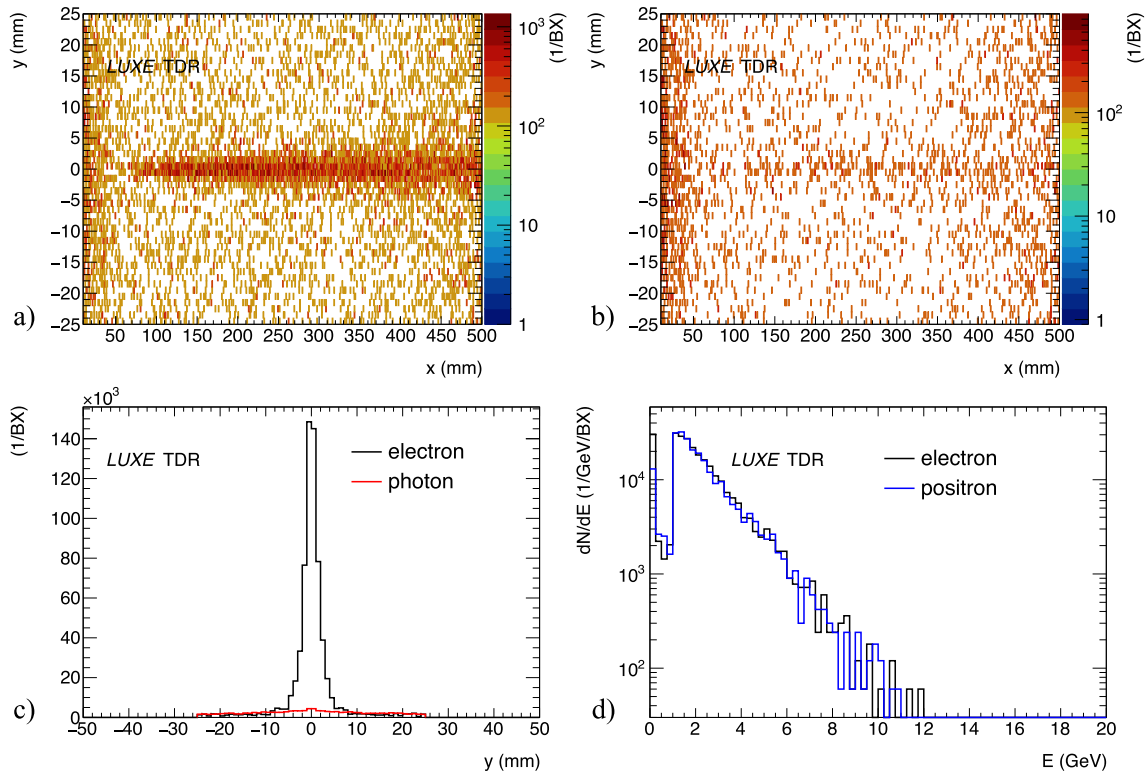 y (mm)
25
20
15
10
5
0
−5
−10
−15
−20
−25
LUXE TDR
50 100 150 200 250 300 350 400 450 500
x (mm)
10³
10²
10
1
(1/BX)
a)
y (mm)
25
20
15
10
5
0
−5
−10
−15
−20
−25
LUXE TDR
50 100 150 200 250 300 350 400 450 500
x (mm)
10²
10
1
(1/BX)
b)
(1/BX)
×10³
140
120
100
80
60
40
20
0
LUXE TDR
electron
photon
−50 −40 −30 −20 −10 0 10 20 30 40 50
y (mm)
c)
dN/dE (1/GeV/BX)
10⁴
10³
10²
LUXE TDR
electron
positron
0 2 4 6 8 10 12 14 16 18 20
E (GeV)
d)